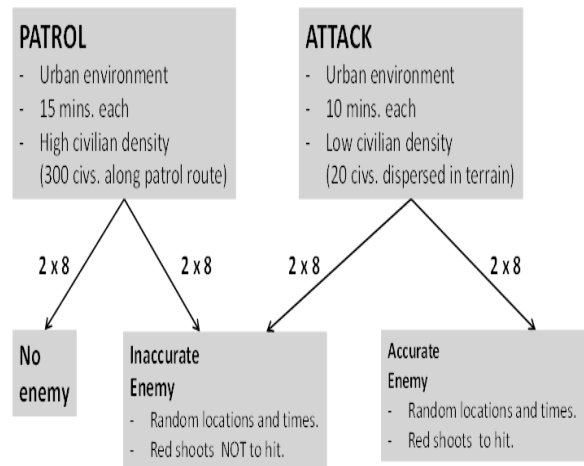 PATROL
- Urban environment
- 15 mins. each
- High civilian density
(300 civs. along patrol route)
ATTACK
- Urban environment
- 10 mins. each
- Low civilian density
(20 civs. dispersed in terrain)
2 x 8
2 x 8
2 x 8
2 x 8
No
enemy
Inaccurate
Enemy
- Random locations and times.
- Red shoots NOT to hit.
Accurate
Enemy
- Random locations and times.
- Red shoots to hit.